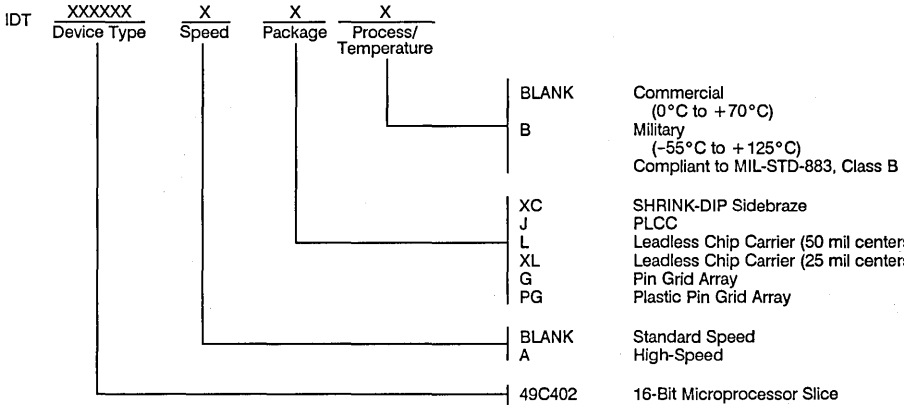 IDT XXXXXX X X X
Device Type Speed Package Process/
Temperature
BLANK Commercial
(0°C to +70°C)
B Military
(–55°C to +125°C)
Compliant to MIL-STD-883, Class B
XC SHRINK-DIP Sidebraze
J PLCC
L Leadless Chip Carrier (50 mil centers
XL Leadless Chip Carrier (25 mil centers
G Pin Grid Array
PG Plastic Pin Grid Array
BLANK Standard Speed
A High-Speed
49C402 16-Bit Microprocessor Slice